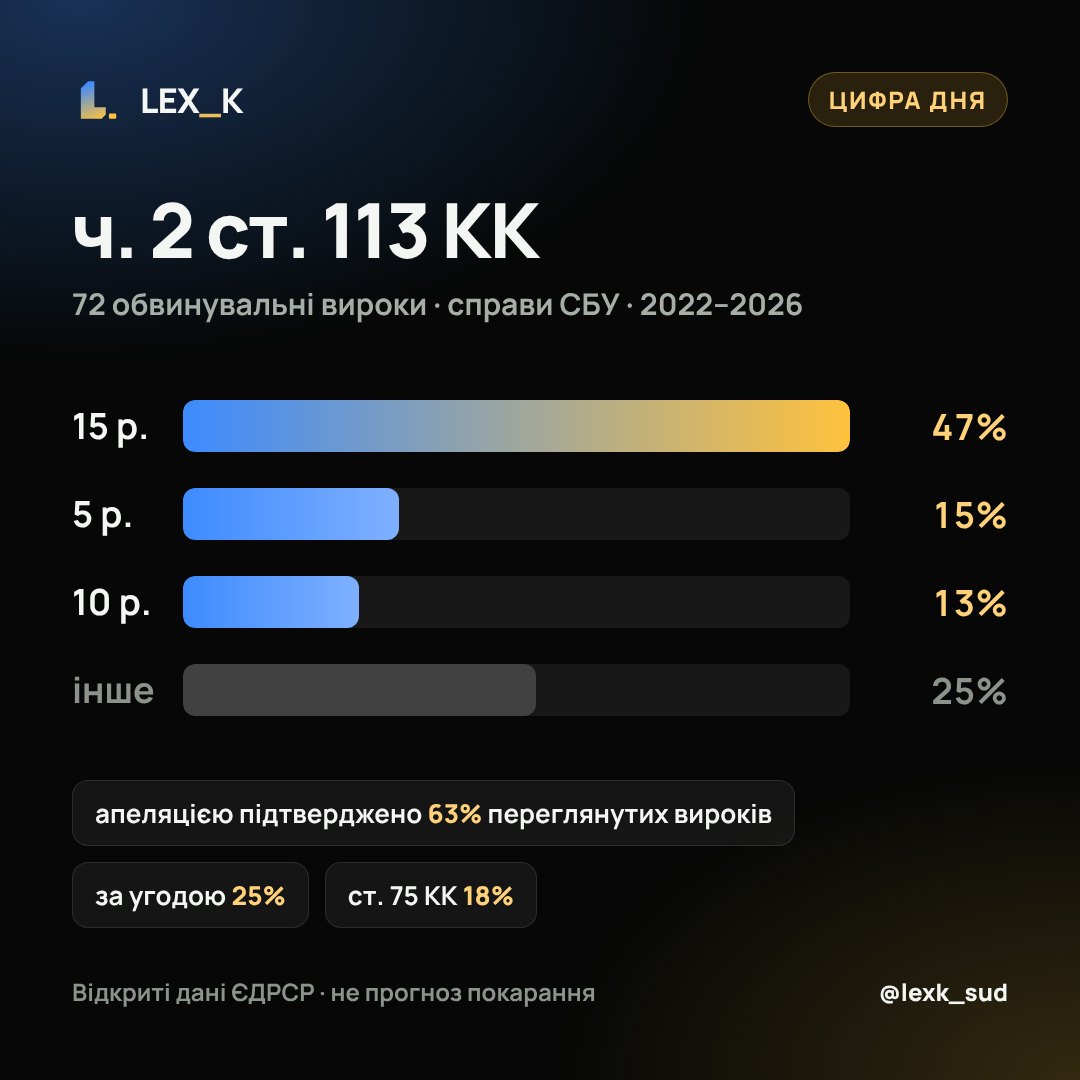 LEX_K
ЦИФРА ДНЯ
ч. 2 ст. 113 КК
72 обвинувальні вироки · справи СБУ · 2022–2026
15 р. 47%
5 р. 15%
10 р. 13%
інше 25%
апеляцією підтверджено 63% переглянутих вироків
за угодою 25%
ст. 75 КК 18%
Відкриті дані ЄДРСР · не прогноз покарання
@lexk_sud